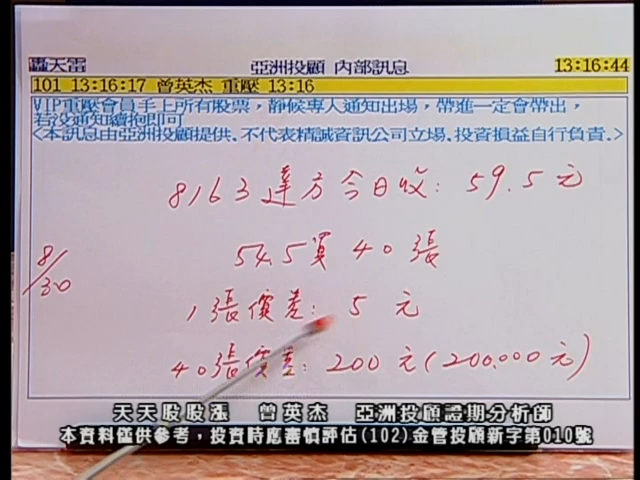 轟天雷 亞洲投顧 內部訊息 13:16:44
101 13:16:17 曾英杰 重壓 13:16
VIP重壓會員手上所有股票，靜候專人通知出場，帶進一定會帶出，
若沒通知續抱即可
<本訊息由亞洲投顧提供、不代表精誠資訊公司立場、投資損益自行負責.>
8163達方今日收：59.5元
54.5買40張
8/30
1張價差：5元
40張價差：200元(200.000元)
天天股股漲 曾英杰 亞洲投顧證期分析師
本資料僅供參考，投資時應審慎評估(102)金管投顧新字第010號